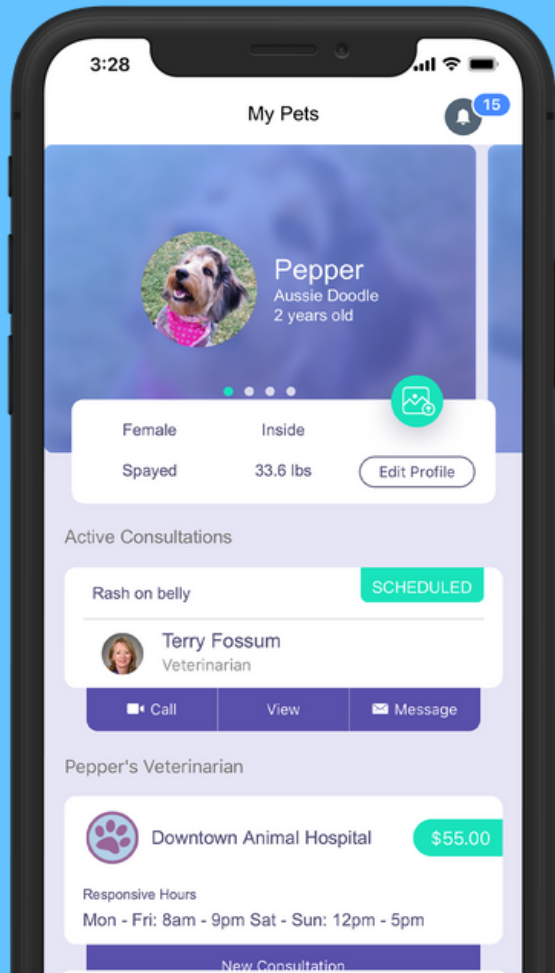 3:28
My Pets
15
Pepper
Aussie Doodle
2 years old
Female Inside
Spayed 33.6 lbs Edit Profile
Active Consultations
Rash on belly SCHEDULED
Terry Fossum
Veterinarian
Call View Message
Pepper's Veterinarian
Downtown Animal Hospital $55.00
Responsive Hours
Mon - Fri: 8am - 9pm Sat - Sun: 12pm - 5pm
New Consultation